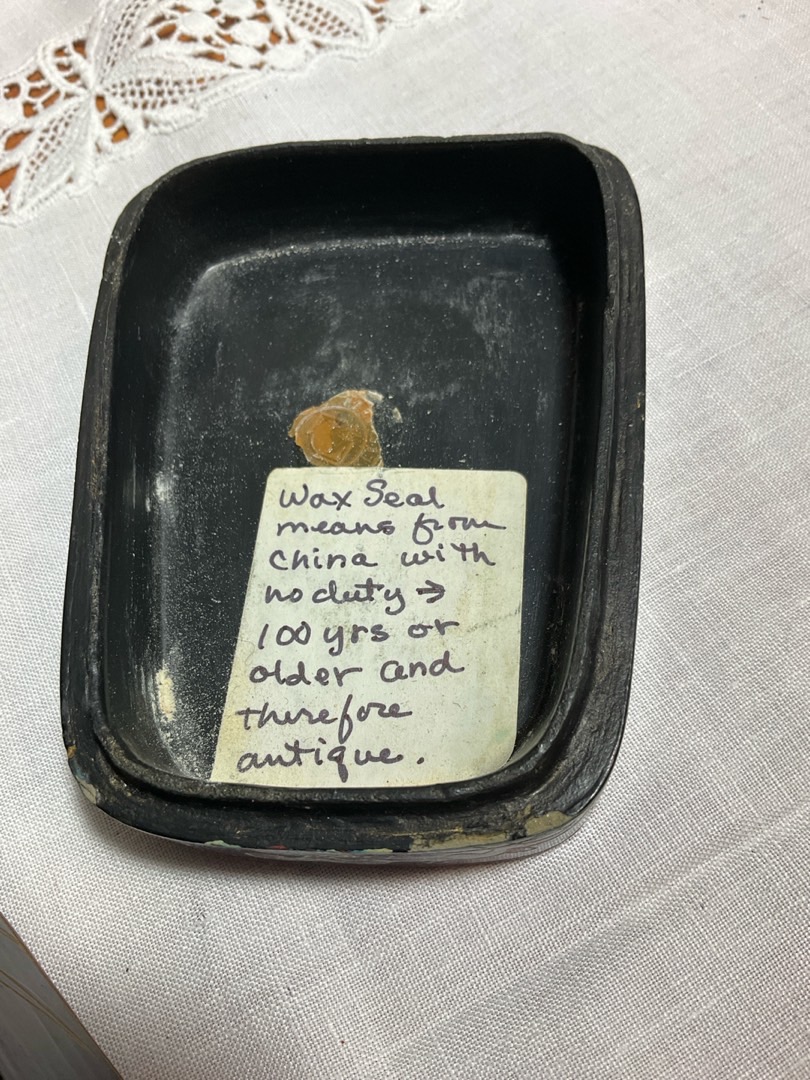 Wax Seal
means from
China with
no duty →
100 yrs or
older and
therefore
antique.